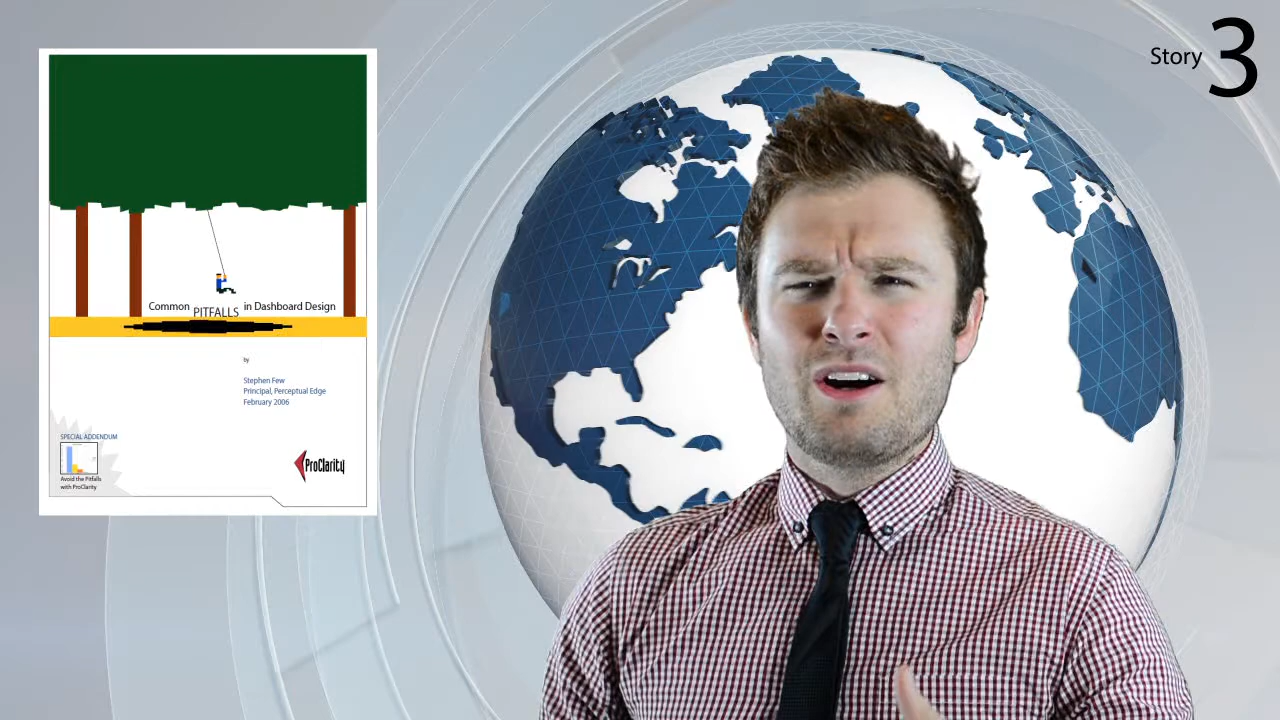 Story 3
Common PITFALLS in Dashboard Design
by
Stephen Few
Principal, Perceptual Edge
February 2006
SPECIAL ADDENDUM
Avoid the Pitfalls
with ProClarity
ProClarity